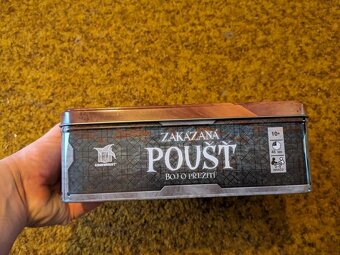 ZAKÁZANÁ
POUŠŤ
BOJ O PŘEŽITÍ
10+